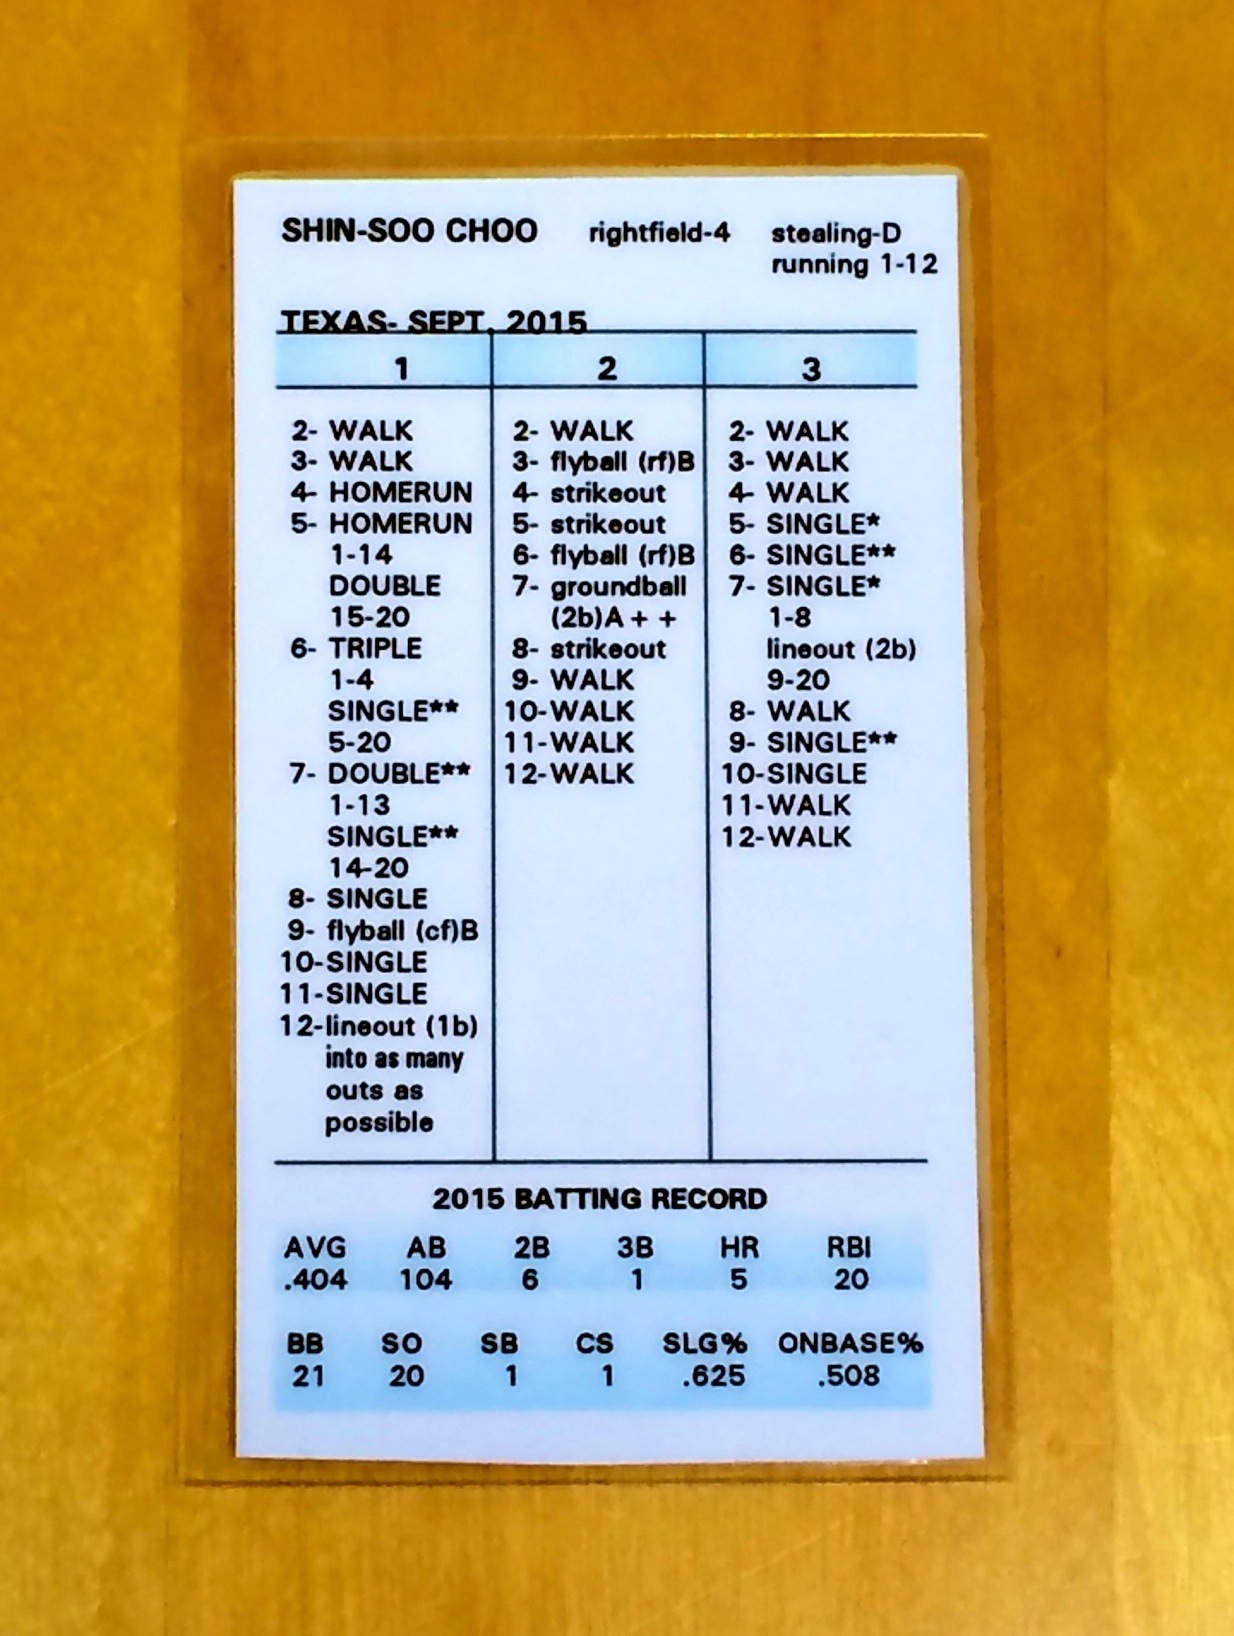 SHIN-SOO CHOO rightfield-4 stealing-D
running 1-12
TEXAS- SEPT. 2015
1 2 3
2- WALK
3- WALK
4- HOMERUN
5- HOMERUN
1-14
DOUBLE
15-20
6- TRIPLE
1-4
SINGLE**
5-20
7- DOUBLE**
1-13
SINGLE**
14-20
8- SINGLE
9- flyball (cf)B
10-SINGLE
11-SINGLE
12-lineout (1b)
into as many
outs as
possible
2- WALK
3- flyball (rf)B
4- strikeout
5- strikeout
6- flyball (rf)B
7- groundball
(2b)A + +
8- strikeout
9- WALK
10-WALK
11-WALK
12-WALK
2- WALK
3- WALK
4- WALK
5- SINGLE*
6- SINGLE**
7- SINGLE*
1-8
lineout (2b)
9-20
8- WALK
9- SINGLE**
10-SINGLE
11-WALK
12-WALK
2015 BATTING RECORD
AVG AB 2B 3B HR RBI
.404 104 6 1 5 20
BB SO SB CS SLG% ONBASE%
21 20 1 1 .625 .508